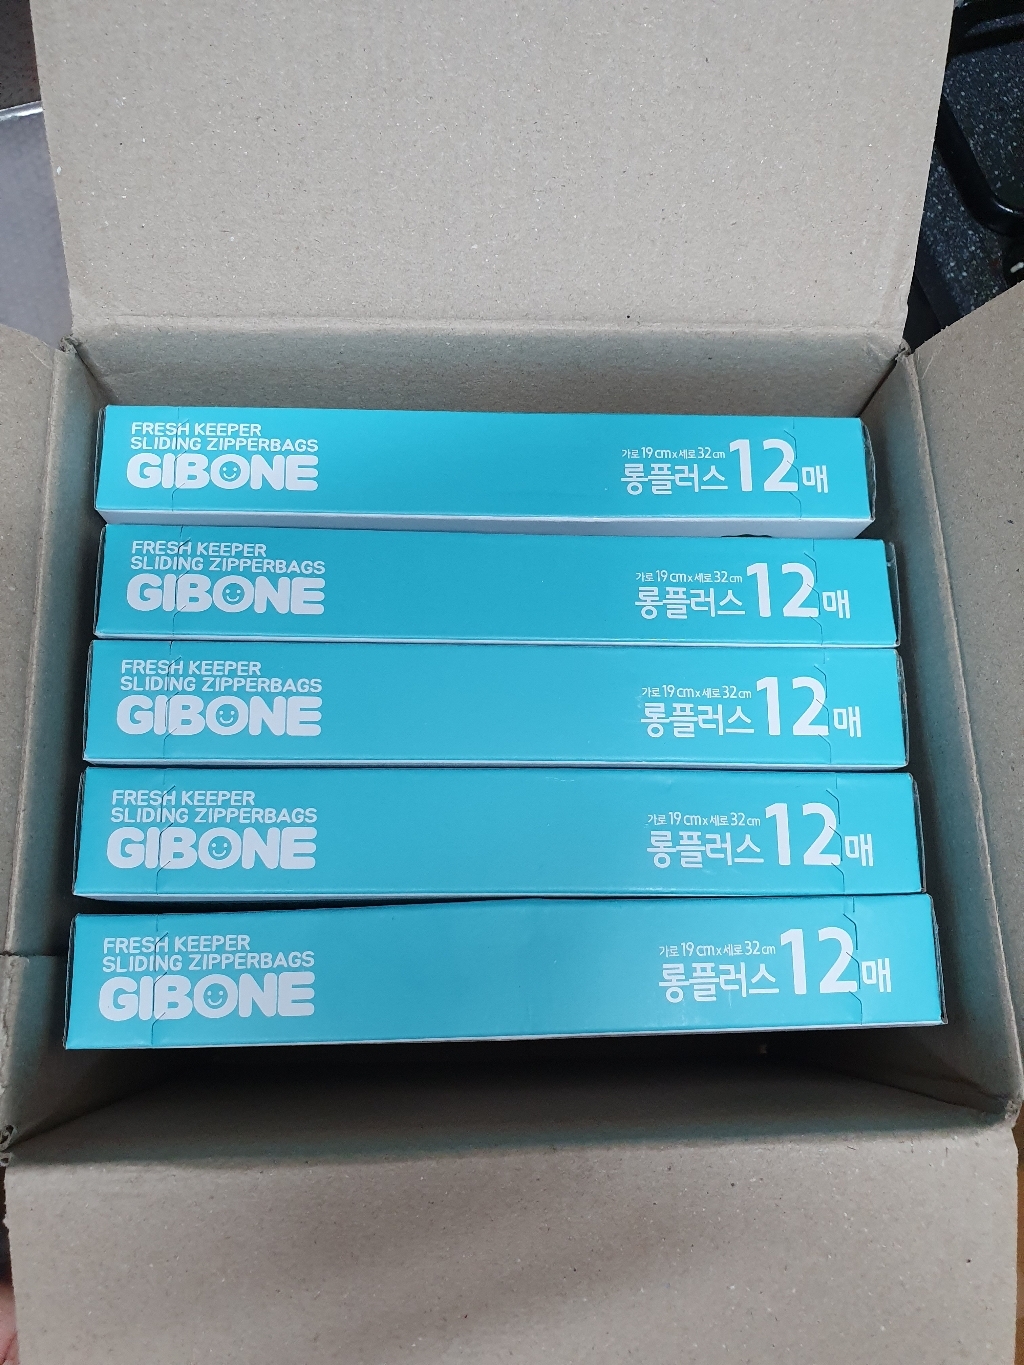 FRESH KEEPER
SLIDING ZIPPERBAGS
GIBONE
가로 19 cm x 세로 32 cm
롱플러스 12매
FRESH KEEPER
SLIDING ZIPPERBAGS
GIBONE
가로 19 cm x 세로 32 cm
롱플러스 12매
FRESH KEEPER
SLIDING ZIPPERBAGS
GIBONE
가로 19 cm x 세로 32 cm
롱플러스 12매
FRESH KEEPER
SLIDING ZIPPERBAGS
GIBONE
가로 19 cm x 세로 32 cm
롱플러스 12매
FRESH KEEPER
SLIDING ZIPPERBAGS
GIBONE
가로 19 cm x 세로 32 cm
롱플러스 12매